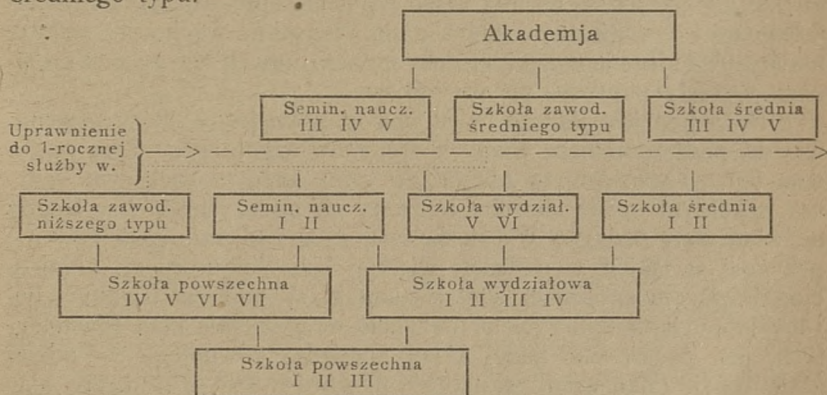 średniego typu.
Akademja
Semin. naucz.
III IV V
Szkoła zawod.
średniego typu
Szkoła średnia
III IV V
Uprawnienie
do 1-rocznej
służby w.
Szkoła zawod.
niższego typu
Semin. naucz.
I II
Szkoła wydział.
V VI
Szkoła średnia
I II
Szkoła powszechna
IV V VI VII
Szkoła wydziałowa
I II III IV
Szkoła powszechna
I II III